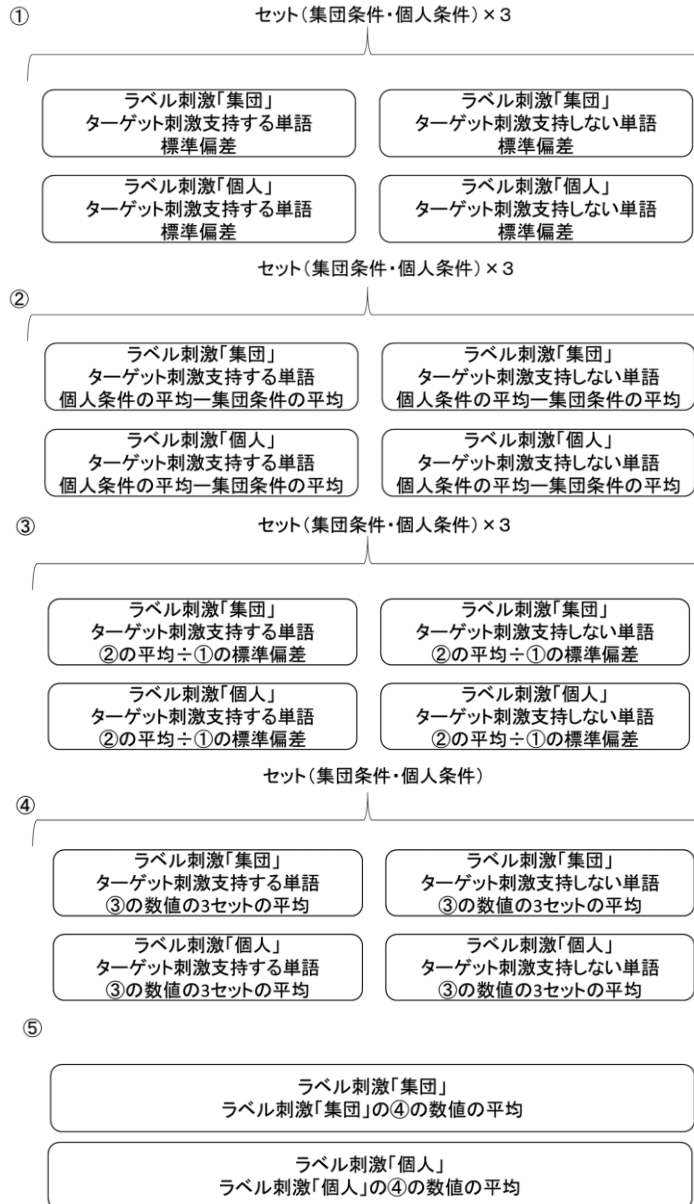 ①
セット(集団条件・個人条件)×3
ラベル刺激「集団」
ターゲット刺激支持する単語
標準偏差
ラベル刺激「集団」
ターゲット刺激支持しない単語
標準偏差
ラベル刺激「個人」
ターゲット刺激支持する単語
標準偏差
ラベル刺激「個人」
ターゲット刺激支持しない単語
標準偏差
②
セット(集団条件・個人条件)×3
ラベル刺激「集団」
ターゲット刺激支持する単語
個人条件の平均ー集団条件の平均
ラベル刺激「集団」
ターゲット刺激支持しない単語
個人条件の平均ー集団条件の平均
ラベル刺激「個人」
ターゲット刺激支持する単語
個人条件の平均ー集団条件の平均
ラベル刺激「個人」
ターゲット刺激支持しない単語
個人条件の平均ー集団条件の平均
③
セット(集団条件・個人条件)×3
ラベル刺激「集団」
ターゲット刺激支持する単語
②の平均÷①の標準偏差
ラベル刺激「集団」
ターゲット刺激支持しない単語
②の平均÷①の標準偏差
ラベル刺激「個人」
ターゲット刺激支持する単語
②の平均÷①の標準偏差
ラベル刺激「個人」
ターゲット刺激支持しない単語
②の平均÷①の標準偏差
④
セット(集団条件・個人条件)
ラベル刺激「集団」
ターゲット刺激支持する単語
③の数値の3セットの平均
ラベル刺激「集団」
ターゲット刺激支持しない単語
③の数値の3セットの平均
ラベル刺激「個人」
ターゲット刺激支持する単語
③の数値の3セットの平均
ラベル刺激「個人」
ターゲット刺激支持しない単語
③の数値の3セットの平均
⑤
ラベル刺激「集団」
ラベル刺激「集団」の④の数値の平均
ラベル刺激「個人」
ラベル刺激「個人」の④の数値の平均